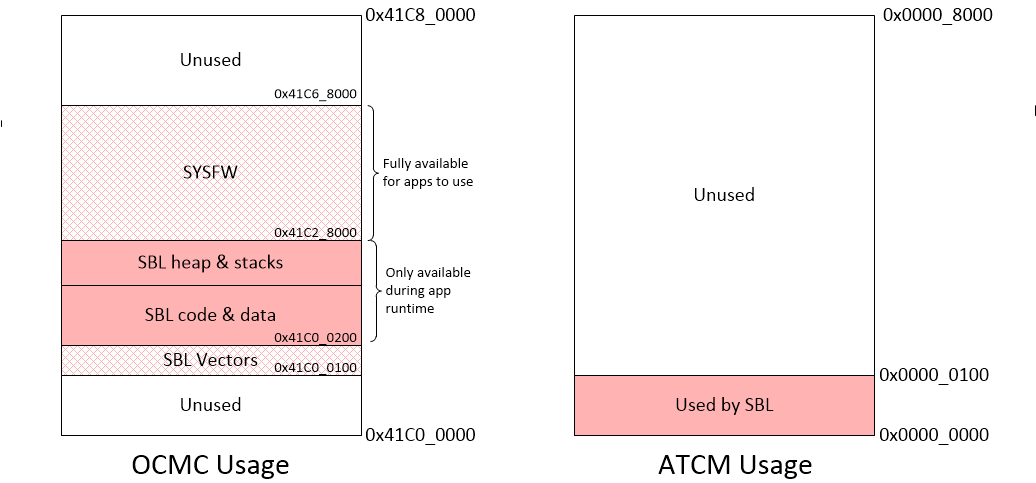 0x41C8_0000
Unused
0x41C6_8000
SYSFW
Fully available
for apps to use
0x41C2_8000
SBL heap & stacks
Only available
during app
runtime
SBL code & data
0x41C0_0200
SBL Vectors
0x41C0_0100
Unused
0x41C0_0000
OCMC Usage
0x0000_8000
Unused
0x0000_0100
Used by SBL
0x0000_0000
ATCM Usage